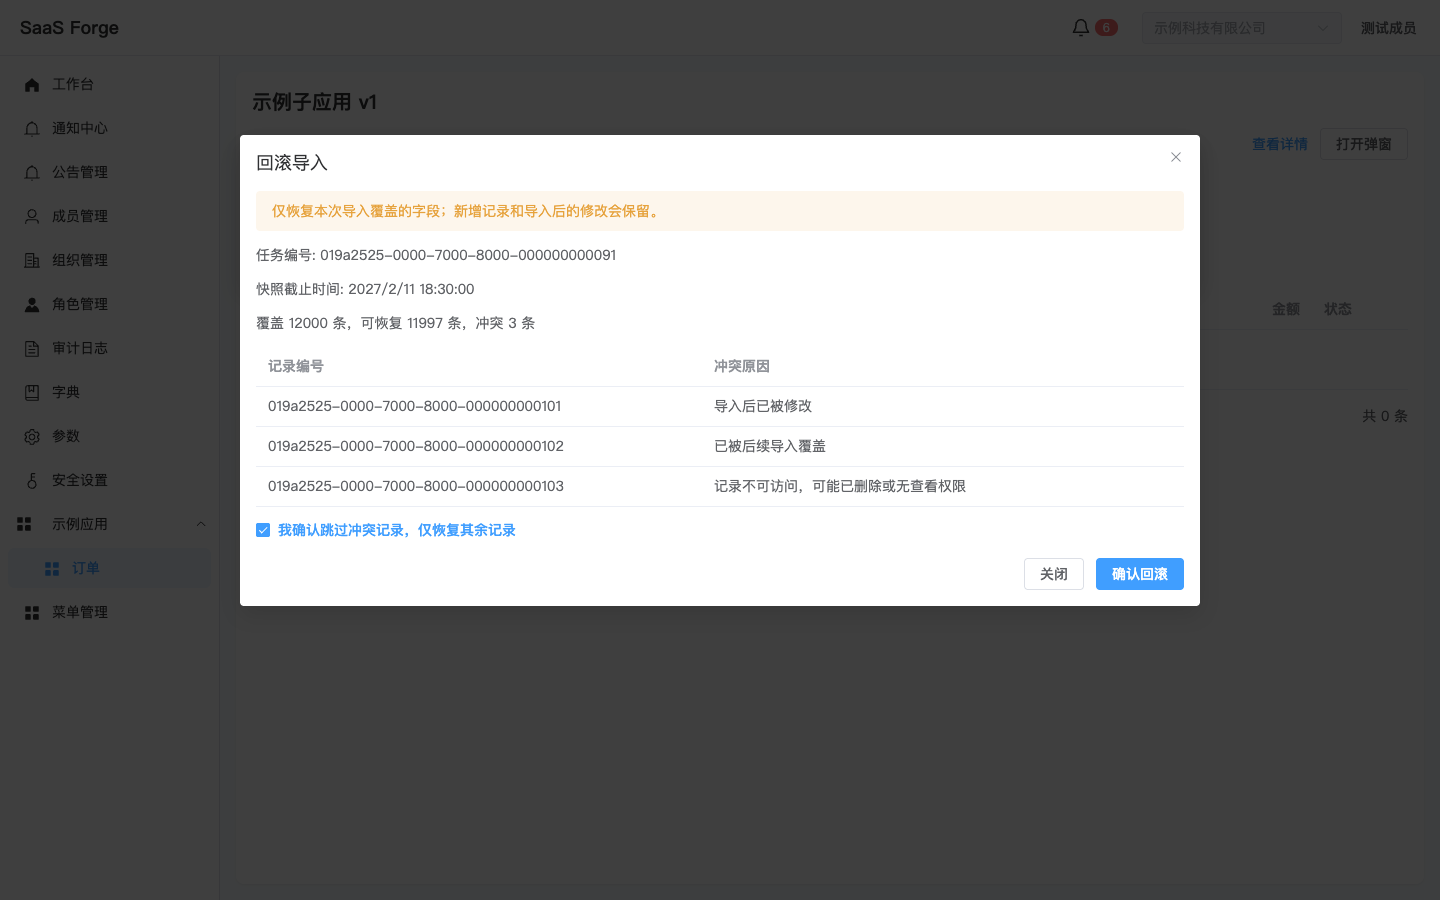 SaaS Forge
6
示例科技有限公司
测试成员
工作台
通知中心
公告管理
成员管理
组织管理
角色管理
审计日志
字典
参数
安全设置
示例应用
订单
菜单管理
示例子应用 v1
查看详情
打开弹窗
金额 状态
共 0 条
回滚导入
仅恢复本次导入覆盖的字段；新增记录和导入后的修改会保留。
任务编号: 019a2525-0000-7000-8000-000000000091
快照截止时间: 2027/2/11 18:30:00
覆盖 12000 条，可恢复 11997 条，冲突 3 条
记录编号 冲突原因
019a2525-0000-7000-8000-000000000101 导入后已被修改
019a2525-0000-7000-8000-000000000102 已被后续导入覆盖
019a2525-0000-7000-8000-000000000103 记录不可访问，可能已删除或无查看权限
我确认跳过冲突记录，仅恢复其余记录
关闭
确认回滚